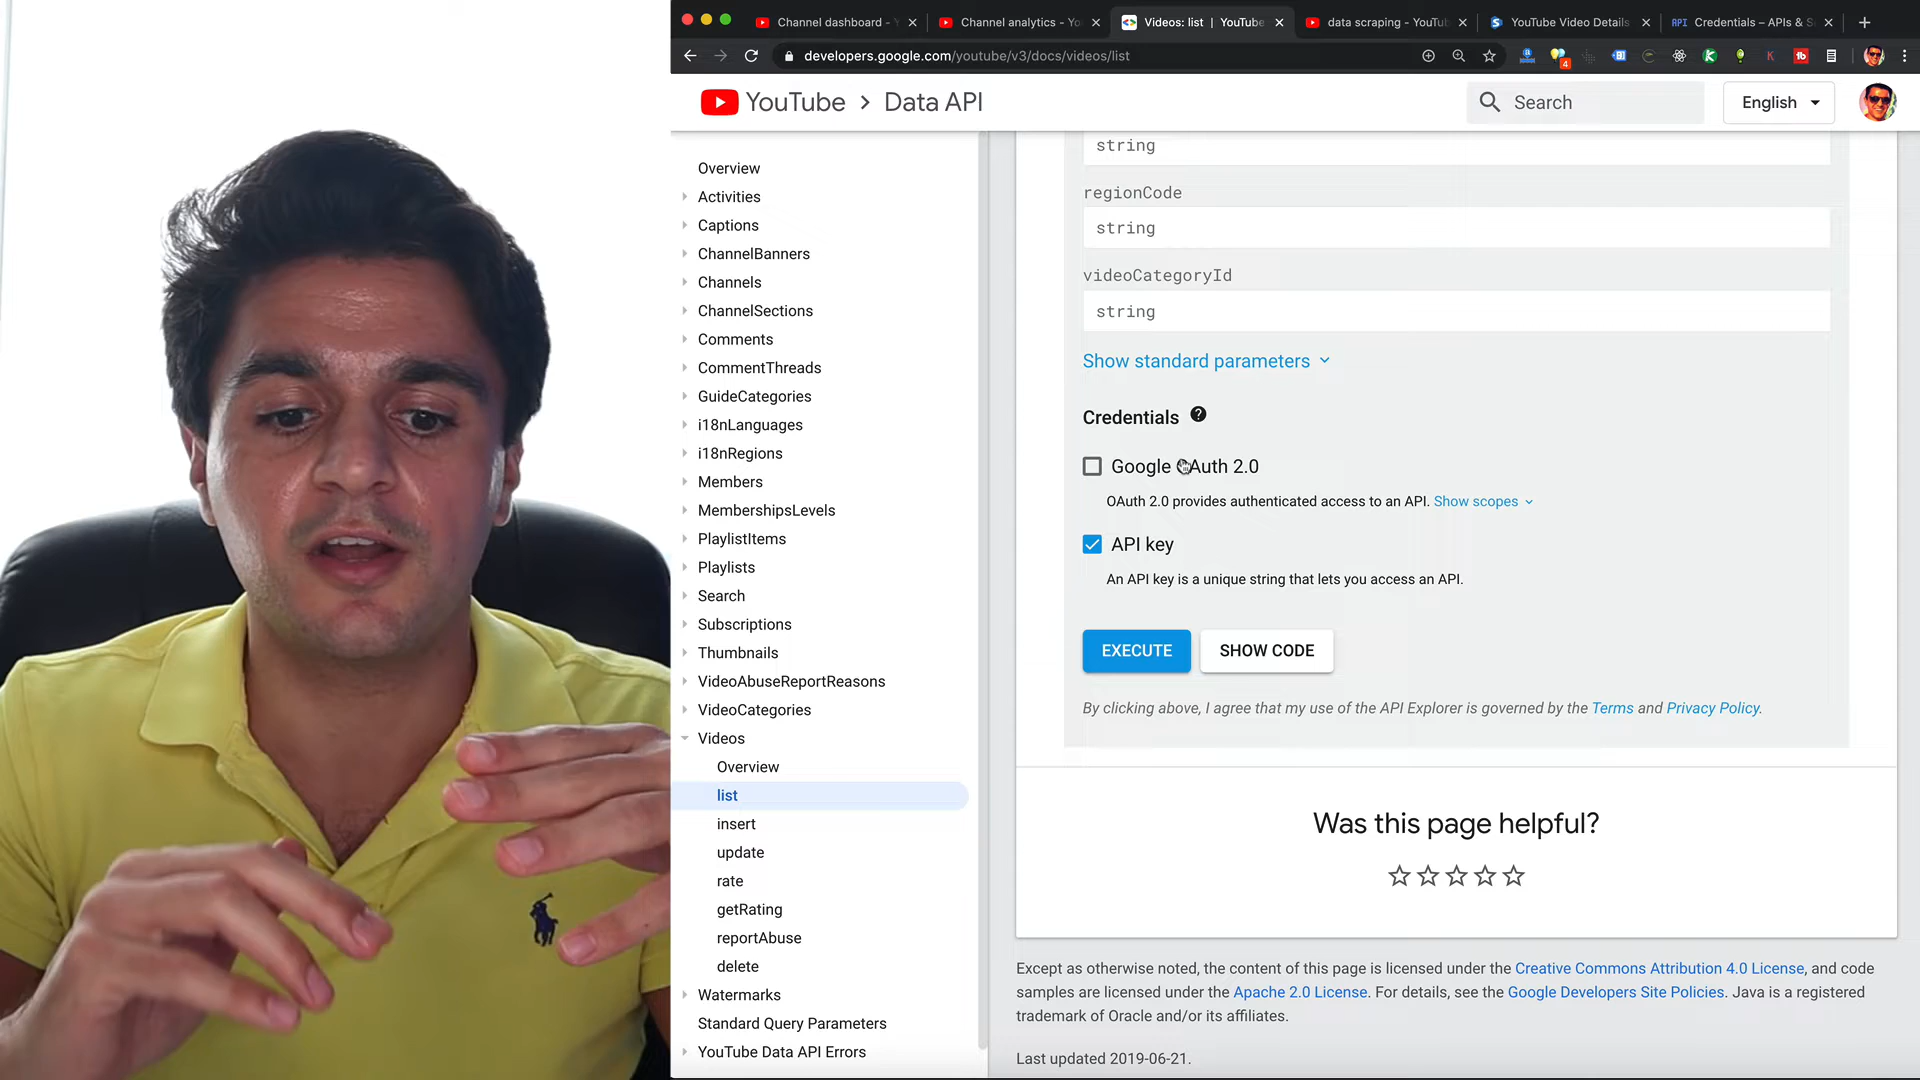 Channel dashboard -
Channel analytics - Yo
Videos: list | YouTube
data scraping - YouTu
YouTube Video Details
API Credentials – APIs & S
developers.google.com/youtube/v3/docs/videos/list
4
YouTube > Data API
Search
English
Overview
Activities
Captions
ChannelBanners
Channels
ChannelSections
Comments
CommentThreads
GuideCategories
i18nLanguages
i18nRegions
Members
MembershipsLevels
PlaylistItems
Playlists
Search
Subscriptions
Thumbnails
VideoAbuseReportReasons
VideoCategories
Videos
Overview
list
insert
update
rate
getRating
reportAbuse
delete
Watermarks
Standard Query Parameters
YouTube Data API Errors
string
regionCode
string
videoCategoryId
string
Show standard parameters
Credentials ?
Google OAuth 2.0
OAuth 2.0 provides authenticated access to an API. Show scopes
API key
An API key is a unique string that lets you access an API.
EXECUTE
SHOW CODE
By clicking above, I agree that my use of the API Explorer is governed by the Terms and Privacy Policy.
Was this page helpful?
Except as otherwise noted, the content of this page is licensed under the Creative Commons Attribution 4.0 License, and code
samples are licensed under the Apache 2.0 License. For details, see the Google Developers Site Policies. Java is a registered
trademark of Oracle and/or its affiliates.
Last updated 2019-06-21.